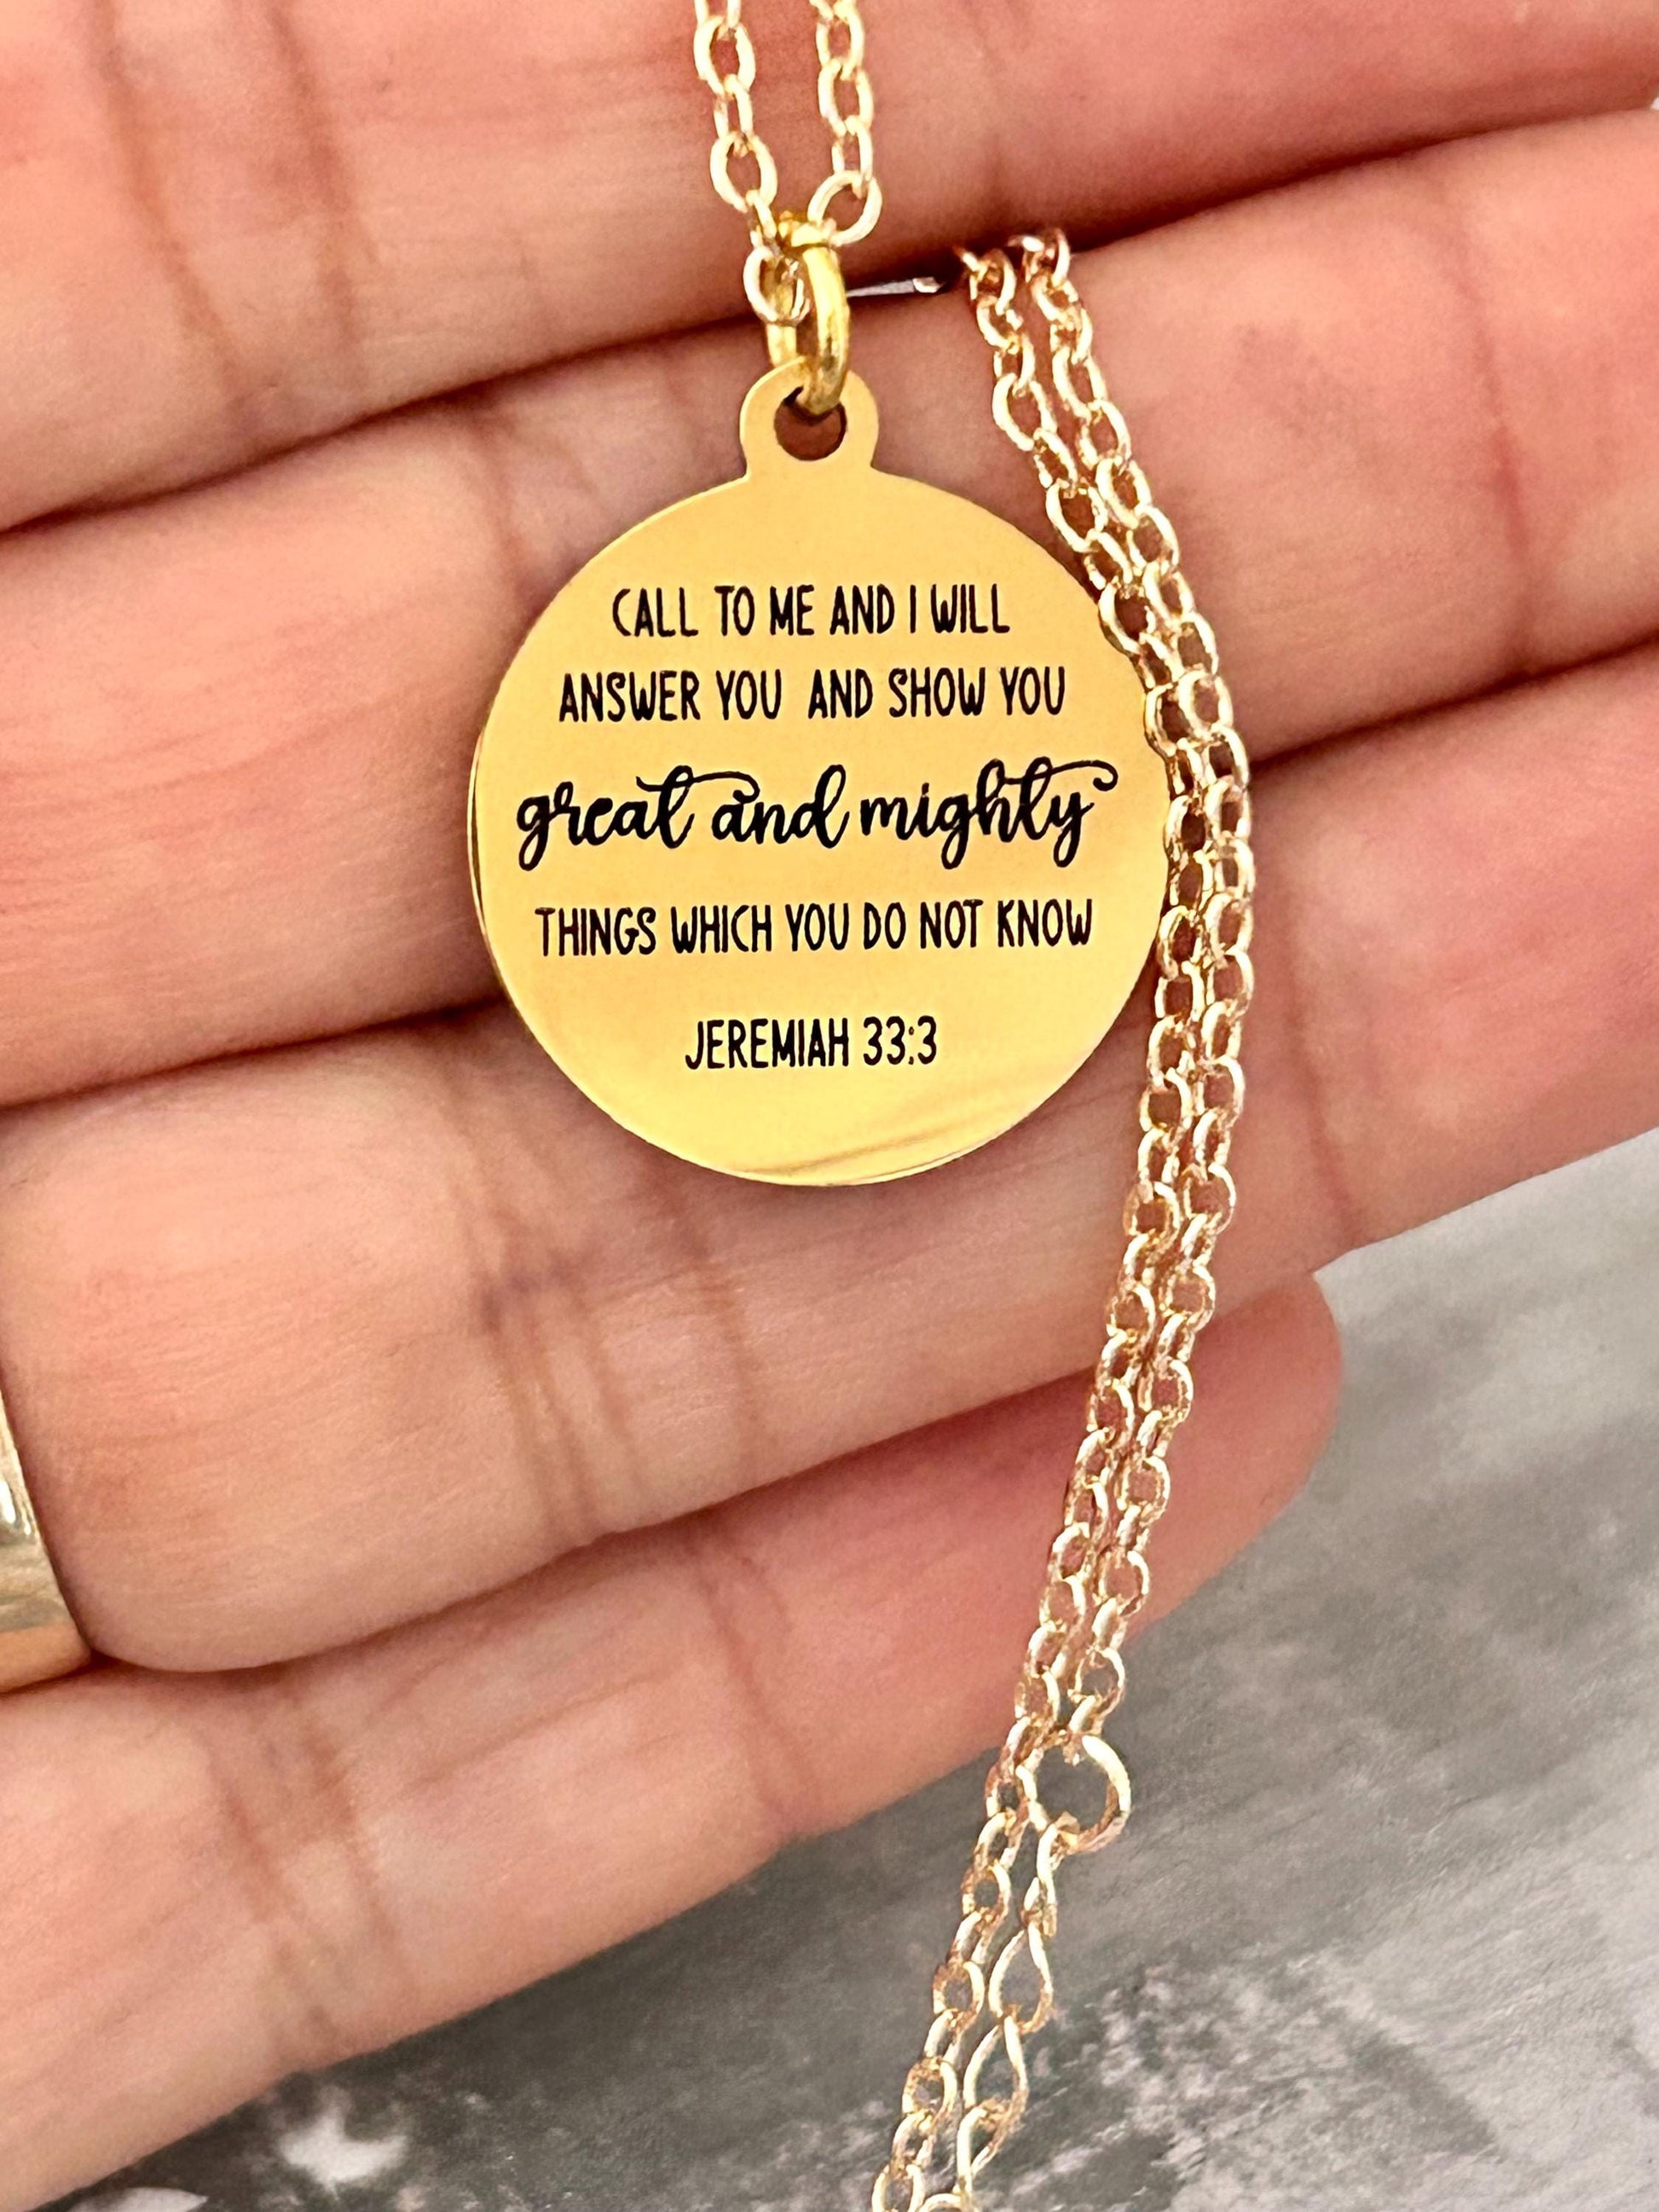 CALL TO ME AND I WILL
ANSWER YOU AND SHOW YOU
great and mighty
THINGS WHICH YOU DO NOT KNOW
JEREMIAH 33:3